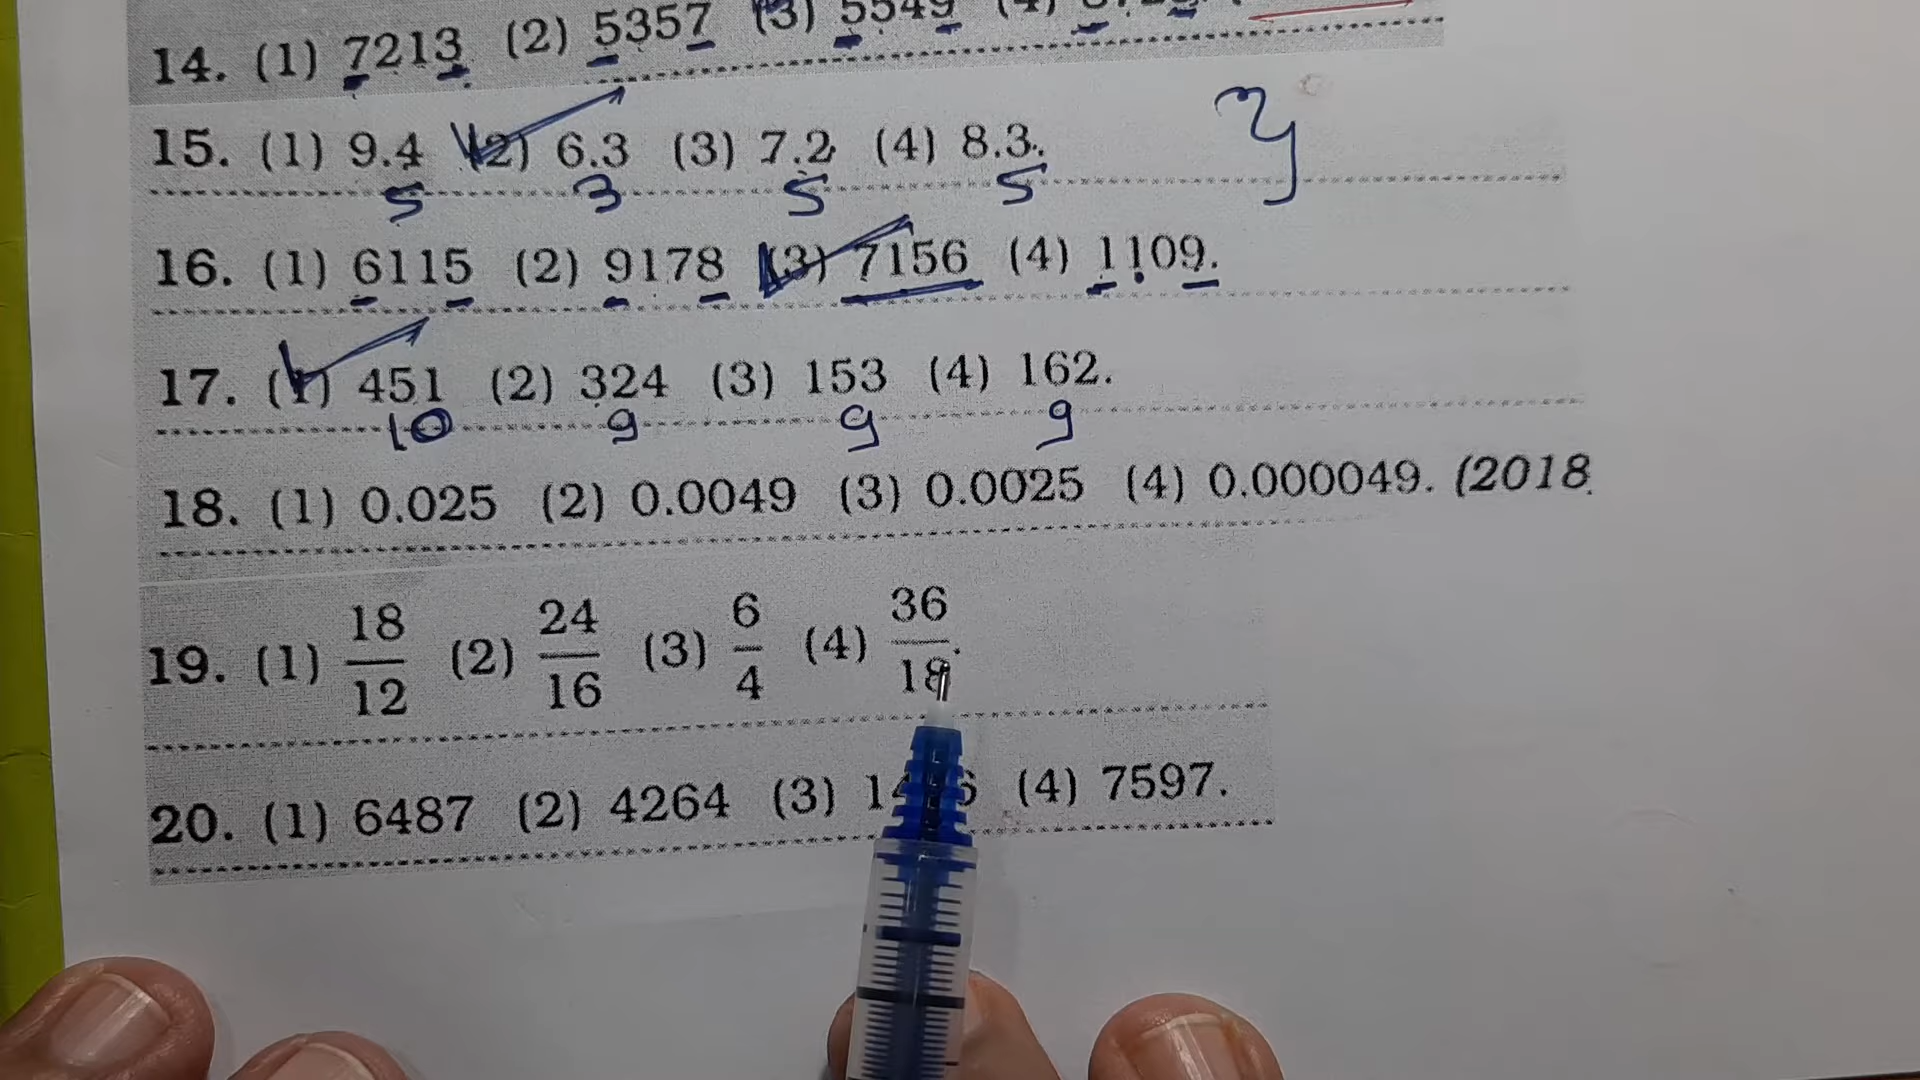 14. (1) 7213 (2) 5357 (3) 5549 (4)
15. (1) 9.4 (2) 6.3 (3) 7.2 (4) 8.3.
5 3 5 5
16. (1) 6115 (2) 9178 (3) 7156 (4) 1109.
17. (1) 451 (2) 324 (3) 153 (4) 162.
10 9 9 9
18. (1) 0.025 (2) 0.0049 (3) 0.0025 (4) 0.000049. (2018
19. (1) 18/12 (2) 24/16 (3) 6/4 (4) 36/18.
20. (1) 6487 (2) 4264 (3) (4) 7597.